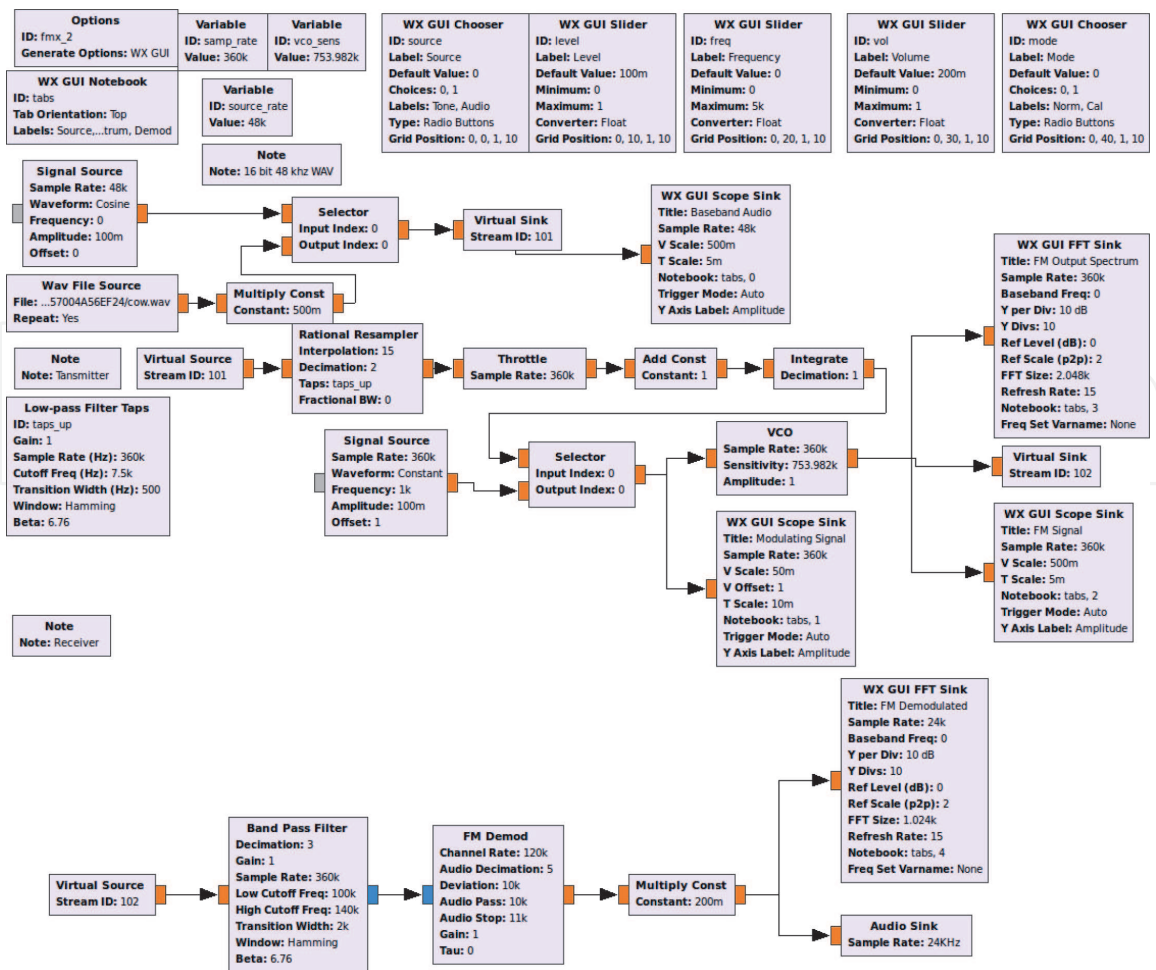 Options
ID: fmx_2
Generate Options: WX GUI
Variable
ID: samp_rate
Value: 360k
Variable
ID: vco_sens
Value: 753.982k
WX GUI Chooser
ID: source
Label: Source
Default Value: 0
Choices: 0, 1
Labels: Tone, Audio
Type: Radio Buttons
Grid Position: 0, 0, 1, 10
WX GUI Slider
ID: level
Label: Level
Default Value: 100m
Minimum: 0
Maximum: 1
Converter: Float
Grid Position: 0, 10, 1, 10
WX GUI Slider
ID: freq
Label: Frequency
Default Value: 0
Minimum: 0
Maximum: 5k
Converter: Float
Grid Position: 0, 20, 1, 10
WX GUI Slider
ID: vol
Label: Volume
Default Value: 200m
Minimum: 0
Maximum: 1
Converter: Float
Grid Position: 0, 30, 1, 10
WX GUI Chooser
ID: mode
Label: Mode
Default Value: 0
Choices: 0, 1
Labels: Norm, Cal
Type: Radio Buttons
Grid Position: 0, 40, 1, 10
WX GUI Notebook
ID: tabs
Tab Orientation: Top
Labels: Source,...trum, Demod
Variable
ID: source_rate
Value: 48k
Note
Note: 16 bit 48 khz WAV
Signal Source
Sample Rate: 48k
Waveform: Cosine
Frequency: 0
Amplitude: 100m
Offset: 0
Selector
Input Index: 0
Output Index: 0
Virtual Sink
Stream ID: 101
WX GUI Scope Sink
Title: Baseband Audio
Sample Rate: 48k
V Scale: 500m
T Scale: 5m
Notebook: tabs, 0
Trigger Mode: Auto
Y Axis Label: Amplitude
WX GUI FFT Sink
Title: FM Output Spectrum
Sample Rate: 360k
Baseband Freq: 0
Y per Div: 10 dB
Y Divs: 10
Ref Level (dB): 0
Ref Scale (p2p): 2
FFT Size: 2.048k
Refresh Rate: 15
Notebook: tabs, 3
Freq Set Varname: None
Wav File Source
File: ...57004A56EF24/cow.wav
Repeat: Yes
Multiply Const
Constant: 500m
Note
Note: Tansmitter
Virtual Source
Stream ID: 101
Rational Resampler
Interpolation: 15
Decimation: 2
Taps: taps_up
Fractional BW: 0
Throttle
Sample Rate: 360k
Add Const
Constant: 1
Integrate
Decimation: 1
Low-pass Filter Taps
ID: taps_up
Gain: 1
Sample Rate (Hz): 360k
Cutoff Freq (Hz): 7.5k
Transition Width (Hz): 500
Window: Hamming
Beta: 6.76
Signal Source
Sample Rate: 360k
Waveform: Constant
Frequency: 1k
Amplitude: 100m
Offset: 1
Selector
Input Index: 0
Output Index: 0
VCO
Sample Rate: 360k
Sensitivity: 753.982k
Amplitude: 1
Virtual Sink
Stream ID: 102
WX GUI Scope Sink
Title: Modulating Signal
Sample Rate: 360k
V Scale: 50m
V Offset: 1
T Scale: 10m
Notebook: tabs, 1
Trigger Mode: Auto
Y Axis Label: Amplitude
WX GUI Scope Sink
Title: FM Signal
Sample Rate: 360k
V Scale: 500m
T Scale: 5m
Notebook: tabs, 2
Trigger Mode: Auto
Y Axis Label: Amplitude
Note
Note: Receiver
WX GUI FFT Sink
Title: FM Demodulated
Sample Rate: 24k
Baseband Freq: 0
Y per Div: 10 dB
Y Divs: 10
Ref Level (dB): 0
Ref Scale (p2p): 2
FFT Size: 1.024k
Refresh Rate: 15
Notebook: tabs, 4
Freq Set Varname: None
Virtual Source
Stream ID: 102
Band Pass Filter
Decimation: 3
Gain: 1
Sample Rate: 360k
Low Cutoff Freq: 100k
High Cutoff Freq: 140k
Transition Width: 2k
Window: Hamming
Beta: 6.76
FM Demod
Channel Rate: 120k
Audio Decimation: 5
Deviation: 10k
Audio Pass: 10k
Audio Stop: 11k
Gain: 1
Tau: 0
Multiply Const
Constant: 200m
Audio Sink
Sample Rate: 24KHz